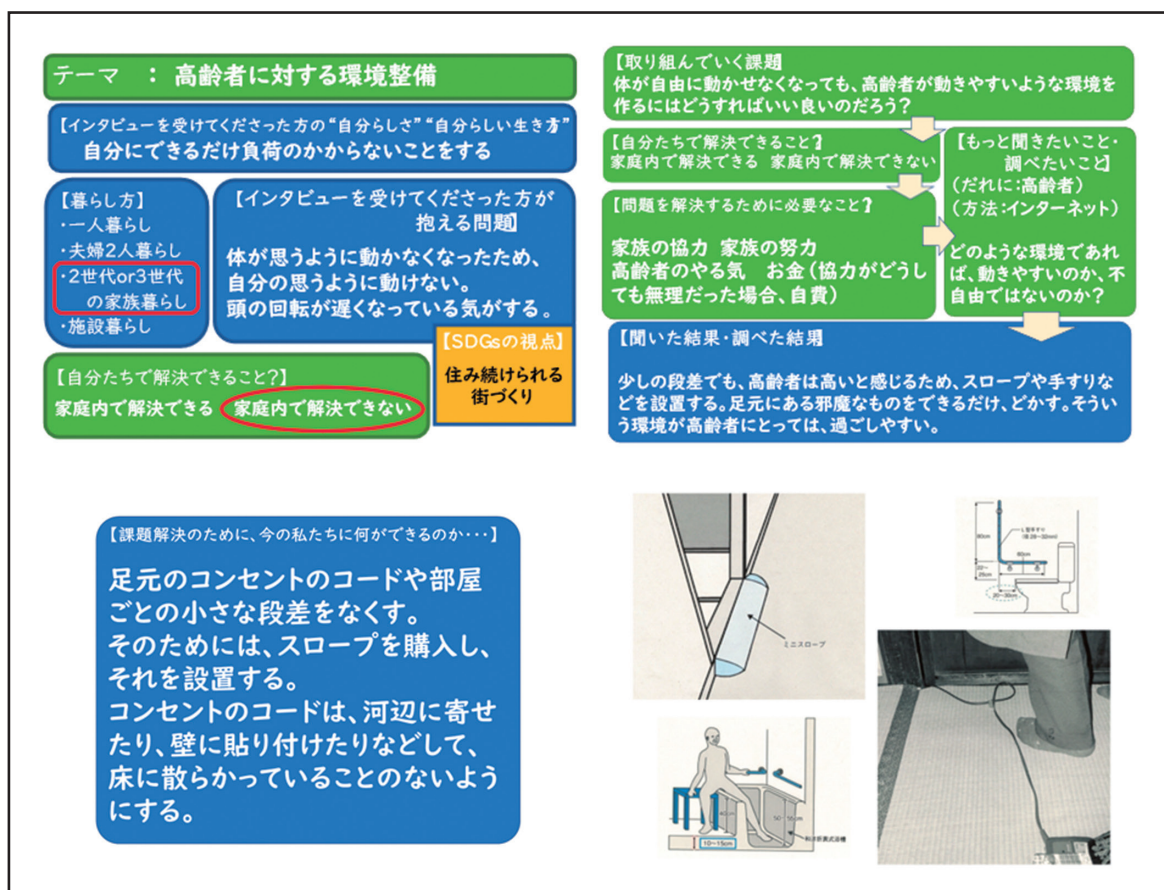 テーマ ： 高齢者に対する環境整備
【インタビューを受けてくださった方の“自分らしさ”“自分らしい生き方”
自分にできるだけ負荷のかからないことをする
【暮らし方】
・一人暮らし
・夫婦2人暮らし
・2世代or3世代
の家族暮らし
・施設暮らし
【インタビューを受けてくださった方が
抱える問題】
体が思うように動かなくなったため、
自分の思うように動けない。
頭の回転が遅くなっている気がする。
【SDGsの視点】
住み続けられる
街づくり
【自分たちで解決できること?】
家庭内で解決できる 家庭内で解決できない
【取り組んでいく課題】
体が自由に動かせなくなっても、高齢者が動きやすいような環境を
作るにはどうすればいい良いのだろう?
【自分たちで解決できること?】
家庭内で解決できる 家庭内で解決できない
【問題を解決するために必要なこと?】
家族の協力 家族の努力
高齢者のやる気 お金(協力がどうし
ても無理だった場合、自費)
【もっと聞きたいこと・
調べたいこと】
(だれに:高齢者)
(方法:インターネット)
どのような環境であれ
ば、動きやすいのか、不
自由ではないのか?
【聞いた結果・調べた結果】
少しの段差でも、高齢者は高いと感じるため、スロープや手すりな
どを設置する。足元にある邪魔なものをできるだけ、どかす。そうい
う環境が高齢者にとっては、過ごしやすい。
【課題解決のために、今の私たちに何ができるのか・・・】
足元のコンセントのコードや部屋
ごとの小さな段差をなくす。
そのためには、スロープを購入し、
それを設置する。
コンセントのコードは、河辺に寄せ
たり、壁に貼り付けたりなどして、
床に散らかっていることのないよう
にする。
ミニスロープ
L型手すり
80cm
60cm
20～30cm
10～15cm